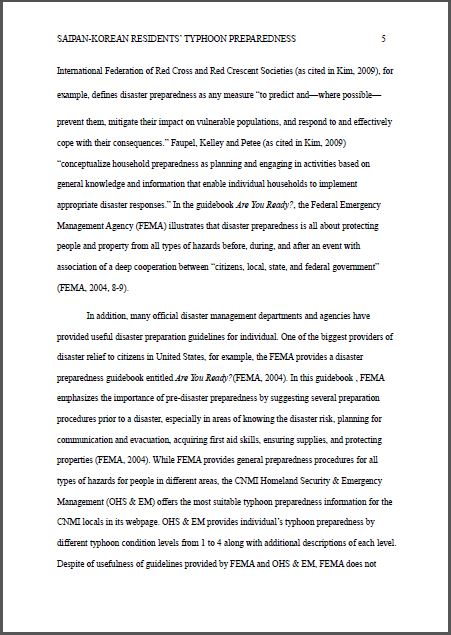 SAIPAN-KOREAN RESIDENTS' TYPHOON PREPAREDNESS 5
International Federation of Red Cross and Red Crescent Societies (as cited in Kim, 2009), for
example, defines disaster preparedness as any measure “to predict and—where possible—
prevent them, mitigate their impact on vulnerable populations, and respond to and effectively
cope with their consequences.” Faupel, Kelley and Petee (as cited in Kim, 2009)
“conceptualize household preparedness as planning and engaging in activities based on
general knowledge and information that enable individual households to implement
appropriate disaster responses.” In the guidebook Are You Ready?, the Federal Emergency
Management Agency (FEMA) illustrates that disaster preparedness is all about protecting
people and property from all types of hazards before, during, and after an event with
association of a deep cooperation between “citizens, local, state, and federal government”
(FEMA, 2004, 8-9).
In addition, many official disaster management departments and agencies have
provided useful disaster preparation guidelines for individual. One of the biggest providers of
disaster relief to citizens in United States, for example, the FEMA provides a disaster
preparedness guidebook entitled Are You Ready?(FEMA, 2004). In this guidebook , FEMA
emphasizes the importance of pre-disaster preparedness by suggesting several preparation
procedures prior to a disaster, especially in areas of knowing the disaster risk, planning for
communication and evacuation, acquiring first aid skills, ensuring supplies, and protecting
properties (FEMA, 2004). While FEMA provides general preparedness procedures for all
types of hazards for people in different areas, the CNMI Homeland Security & Emergency
Management (OHS & EM) offers the most suitable typhoon preparedness information for the
CNMI locals in its webpage. OHS & EM provides individual's typhoon preparedness by
different typhoon condition levels from 1 to 4 along with additional descriptions of each level.
Despite of usefulness of guidelines provided by FEMA and OHS & EM, FEMA does not